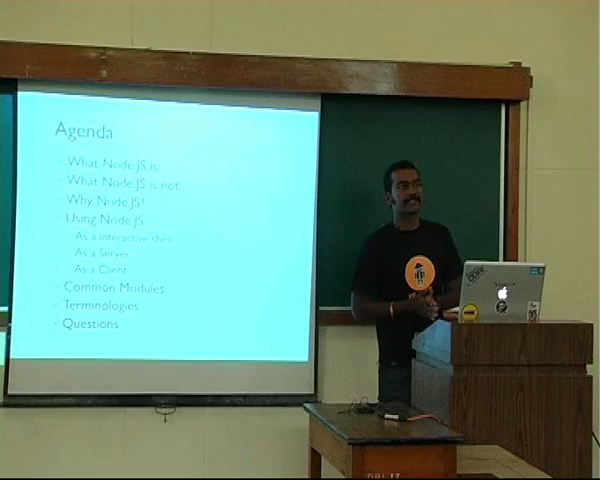 Agenda
What Node.JS is
What Node JS is not
Why Node JS?
Using Node JS
As a interactive shell
As a Server
As a Client
Common Modules
Terminologies
Questions